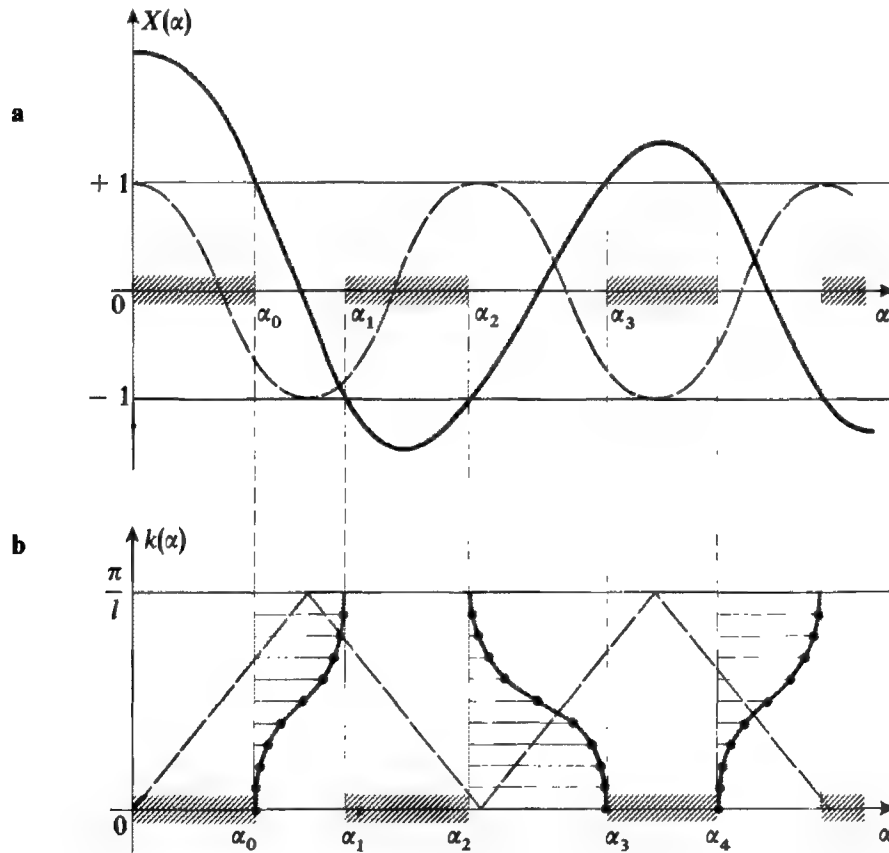 X(α)
a
+ 1
0
α₀
α₁
α₂
α₃
α
− 1
b
k(α)
π
l
0
α₀
α₁
α₂
α₃
α₄
α